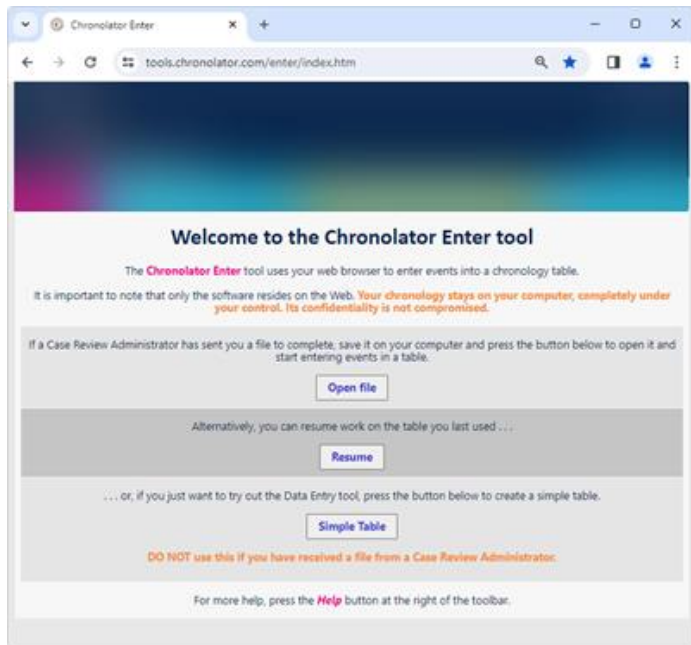 Chronolator Enter
tools.chronolator.com/enter/index.htm
Welcome to the Chronolator Enter tool
The Chronolator Enter tool uses your web browser to enter events into a chronology table.
It is important to note that only the software resides on the Web. Your chronology stays on your computer, completely under
your control. Its confidentiality is not compromised.
If a Case Review Administrator has sent you a file to complete, save it on your computer and press the button below to open it and
start entering events in a table.
Open file
Alternatively, you can resume work on the table you last used . . .
Resume
. . . or, if you just want to try out the Data Entry tool, press the button below to create a simple table.
Simple Table
DO NOT use this if you have received a file from a Case Review Administrator.
For more help, press the Help button at the right of the toolbar.